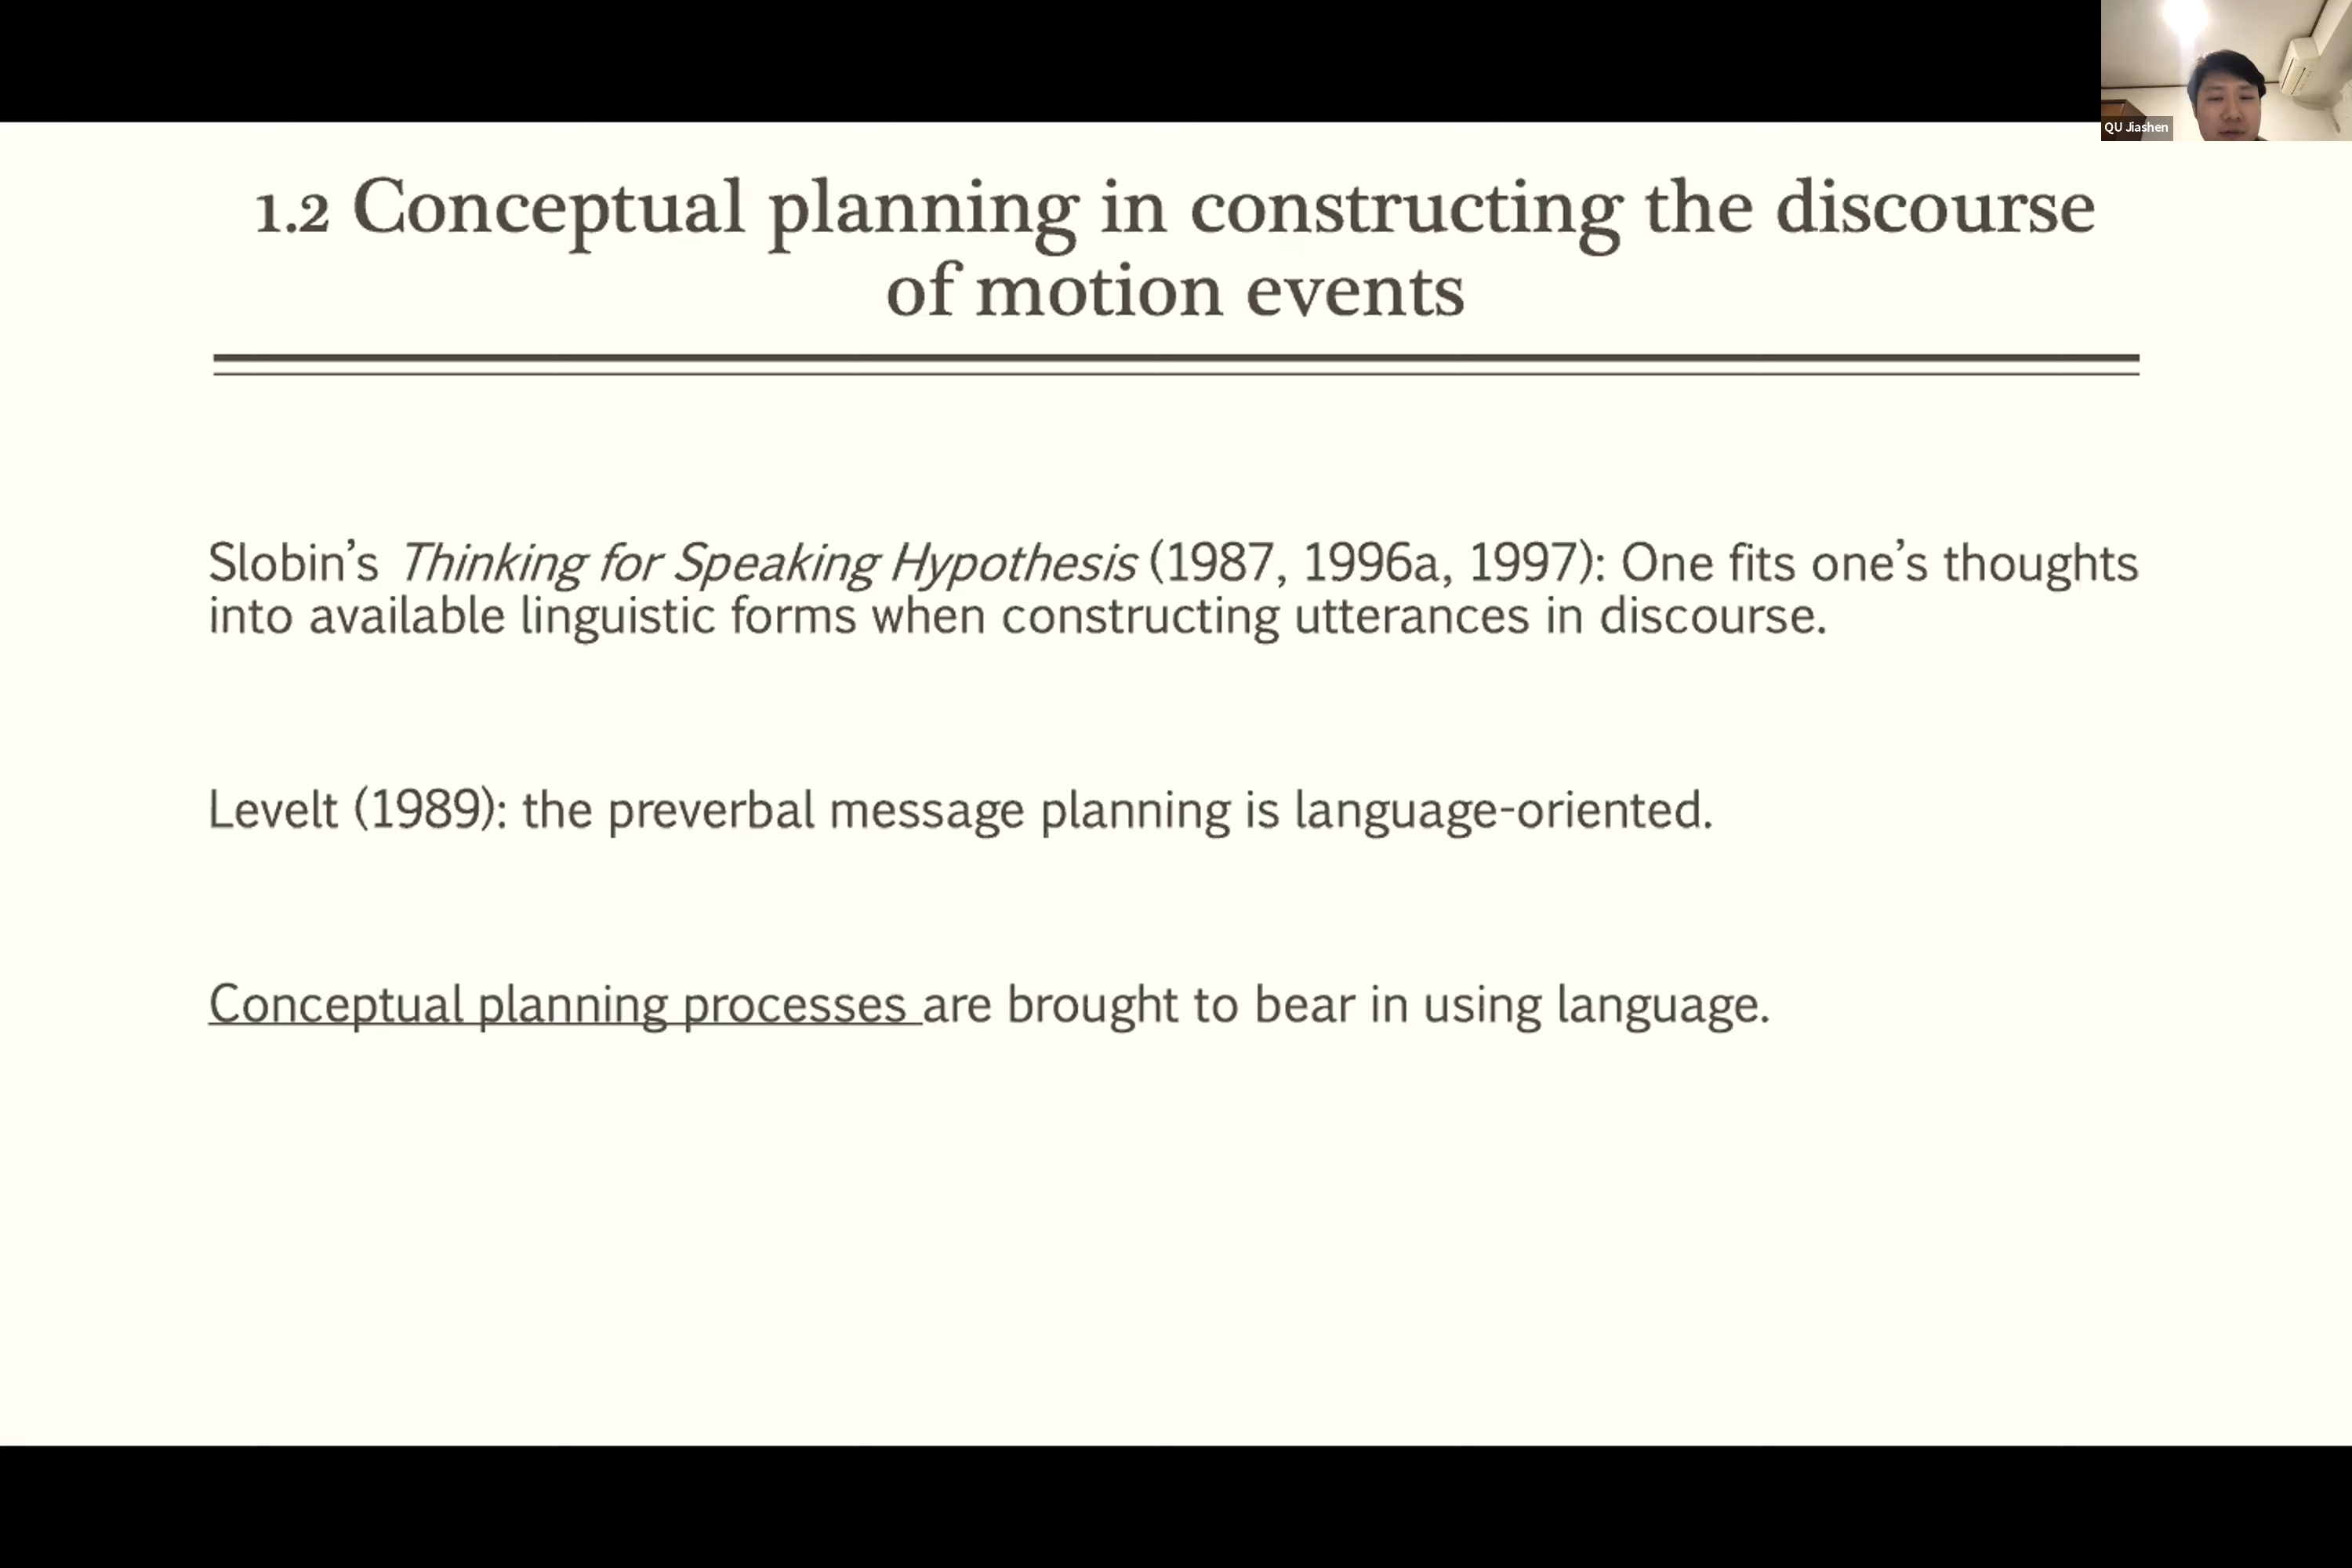 QU Jiashen
1.2 Conceptual planning in constructing the discourse
of motion events
Slobin’s Thinking for Speaking Hypothesis (1987, 1996a, 1997): One fits one’s thoughts
into available linguistic forms when constructing utterances in discourse.
Levelt (1989): the preverbal message planning is language-oriented.
Conceptual planning processes are brought to bear in using language.